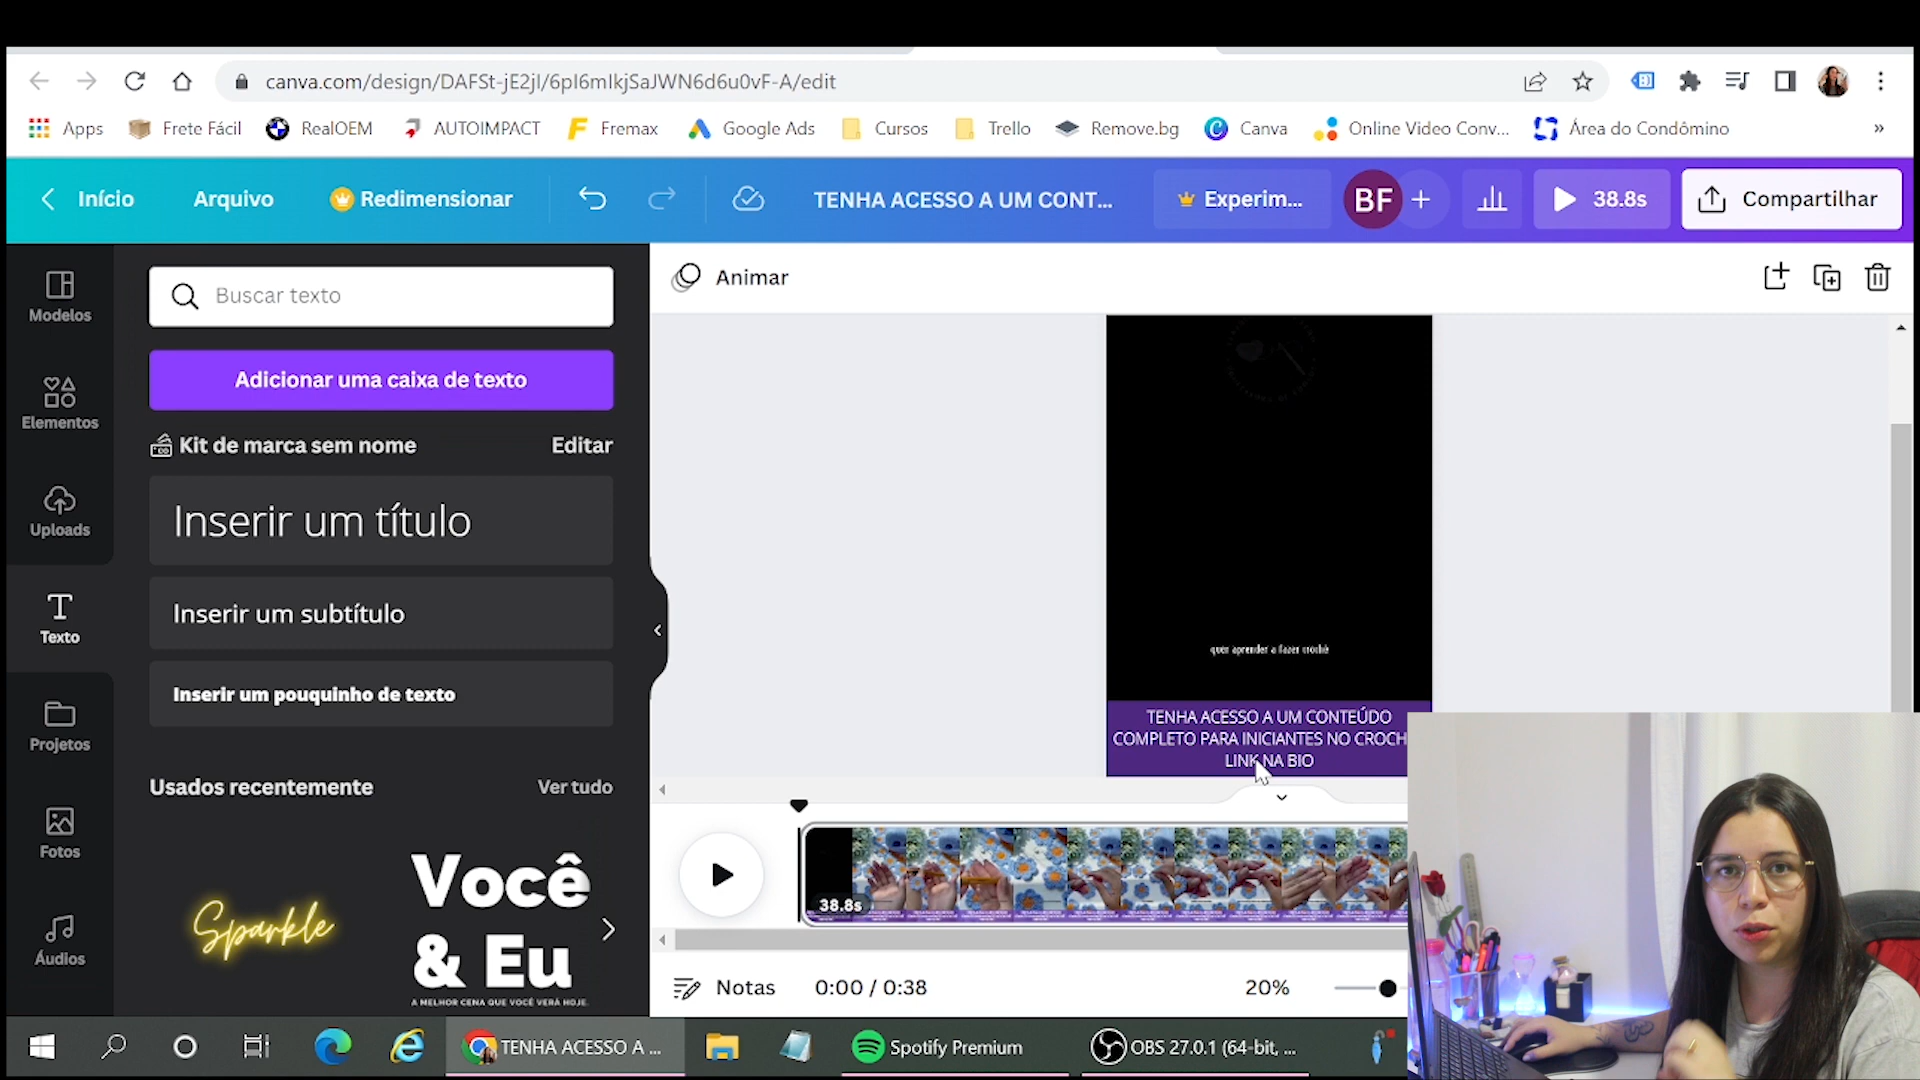 canva.com/design/DAFSt-jE2jI/6pI6mIkjSaJWN6d6u0vF-A/edit
Apps
Frete Fácil
RealOEM
AUTOIMPACT
Fremax
Google Ads
Cursos
Trello
Remove.bg
Canva
Online Video Conv...
Área do Condômino
»
Início
Arquivo
Redimensionar
TENHA ACESSO A UM CONT...
Experim...
BF
+
38.8s
Compartilhar
Modelos
Elementos
Uploads
Texto
Projetos
Fotos
Áudios
Buscar texto
Adicionar uma caixa de texto
Kit de marca sem nome
Editar
Inserir um título
Inserir um subtítulo
Inserir um pouquinho de texto
Usados recentemente
Ver tudo
Sparkle
Você
& Eu
A MELHOR CENA QUE VOCÊ VERÁ HOJE.
Animar
quer aprender a fazer crochê
TENHA ACESSO A UM CONTEÚDO
COMPLETO PARA INICIANTES NO CROCH
LINK NA BIO
38.8s
Notas
0:00 / 0:38
20%
TENHA ACESSO A ...
Spotify Premium
OBS 27.0.1 (64-bit, ...